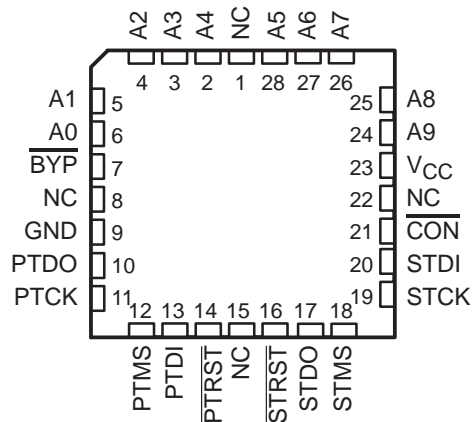 A2 A3 A4 NC A5 A6 A7
4 3 2 1 28 27 26
A1 5 25 A8
A0 6 24 A9
BYP 7 23 VCC
NC 8 22 NC
GND 9 21 CON
PTDO 10 20 STDI
PTCK 11 19 STCK
12 13 14 15 16 17 18
PTMS PTDI PTRST NC STRST STDO STMS